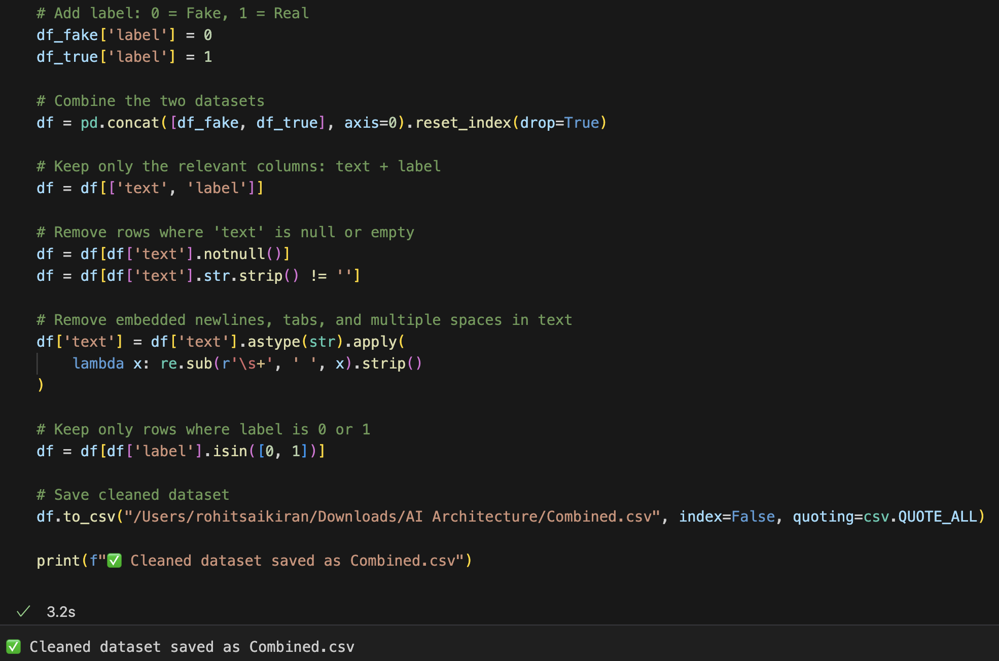 # Add label: 0 = Fake, 1 = Real
df_fake['label'] = 0
df_true['label'] = 1
# Combine the two datasets
df = pd.concat([df_fake, df_true], axis=0).reset_index(drop=True)
# Keep only the relevant columns: text + label
df = df[['text', 'label']]
# Remove rows where 'text' is null or empty
df = df[df['text'].notnull()]
df = df[df['text'].str.strip() != '']
# Remove embedded newlines, tabs, and multiple spaces in text
df['text'] = df['text'].astype(str).apply(
    lambda x: re.sub(r'\s+', ' ', x).strip()
)
# Keep only rows where label is 0 or 1
df = df[df['label'].isin([0, 1])]
# Save cleaned dataset
df.to_csv("/Users/rohitsaikiran/Downloads/AI Architecture/Combined.csv", index=False, quoting=csv.QUOTE_ALL)
print(f"✅ Cleaned dataset saved as Combined.csv")
✓ 3.2s
✅ Cleaned dataset saved as Combined.csv